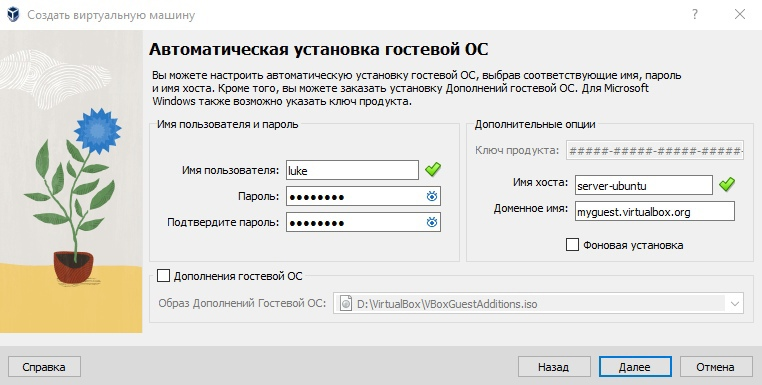 Создать виртуальную машину
Автоматическая установка гостевой ОС
Вы можете настроить автоматическую установку гостевой ОС, выбрав соответствующие имя, пароль
и имя хоста. Кроме того, вы можете заказать установку Дополнений гостевой ОС. Для Microsoft
Windows также возможно указать ключ продукта.
Имя пользователя и пароль
Имя пользователя: luke
Пароль: ●●●●●●●●
Подтвердите пароль: ●●●●●●●●
Дополнительные опции
Ключ продукта: #####-#####-#####-#####-
Имя хоста: server-ubuntu
Доменное имя: myguest.virtualbox.org
Фоновая установка
Дополнения гостевой ОС
Образ Дополнений Гостевой ОС: D:\VirtualBox\VBoxGuestAdditions.iso
Справка Назад Далее Отмена